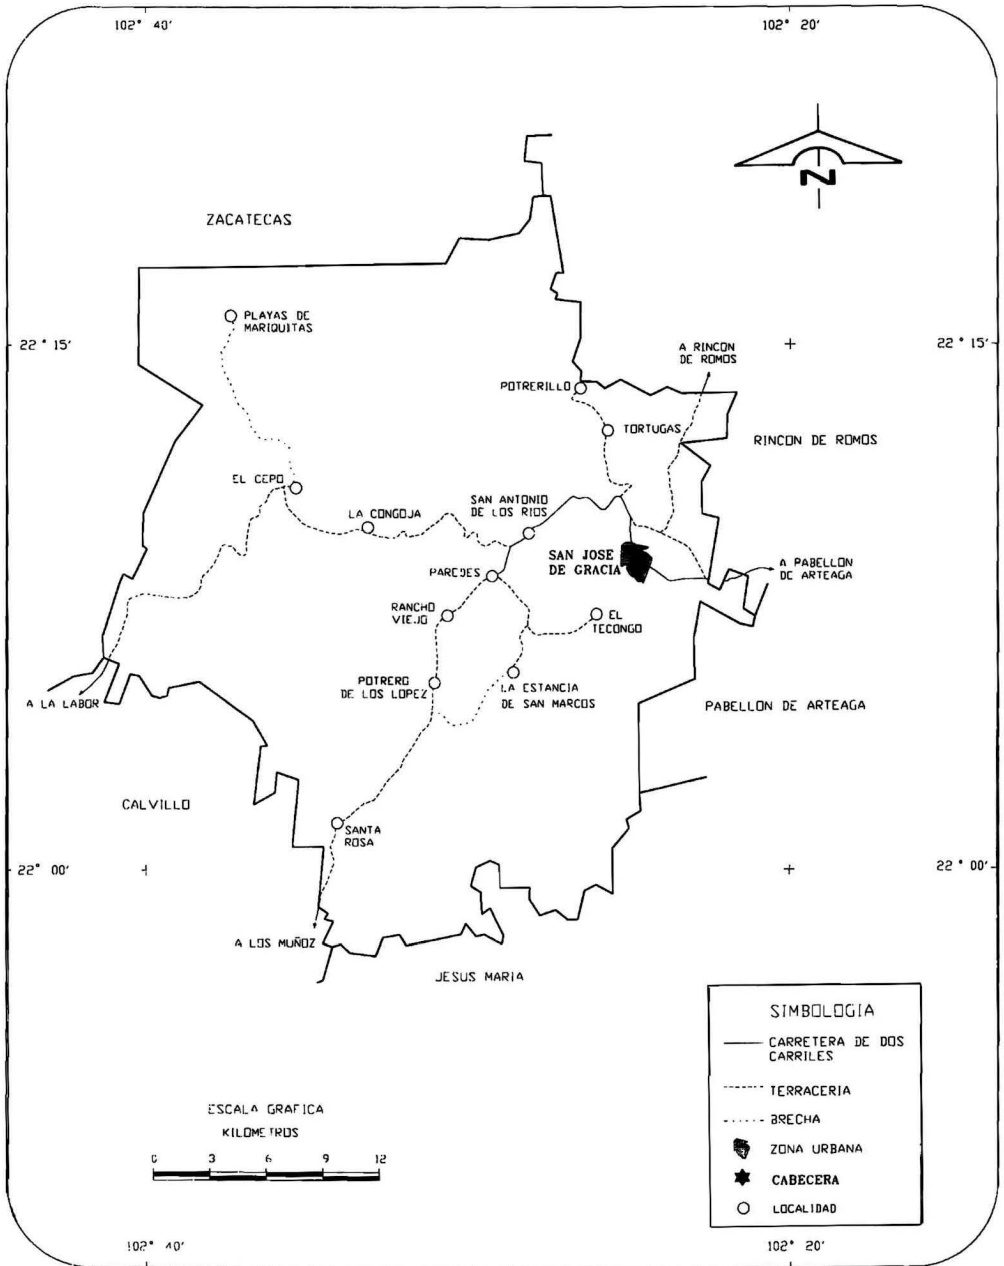 102° 40'
102° 20'
N
ZACATECAS
PLAYAS DE
MARIQUITAS
22° 15'
22° 15'
A RINCON
DE ROMOS
POTRERILLO
TORTUGAS
RINCON DE ROMOS
EL CEPO
LA CONGOJA
SAN ANTONIO
DE LOS RIOS
SAN JOSE
DE GRACIA
A PABELLON
DE ARTEAGA
PAREDES
RANCHO
VIEJO
EL
TECONGO
POTRERO
DE LOS LOPEZ
LA ESTANCIA
DE SAN MARCOS
A LA LABOR
PABELLON DE ARTEAGA
CALVILLO
SANTA
ROSA
22° 00'
22° 00'
A LOS MUÑOZ
JESUS MARIA
SIMBOLOGIA
CARRETERA DE DOS
CARRILES
TERRACERIA
BRECHA
ZONA URBANA
CABECERA
LOCALIDAD
ESCALA GRAFICA
KILOMETROS
0 3 6 9 12
102° 40'
102° 20'